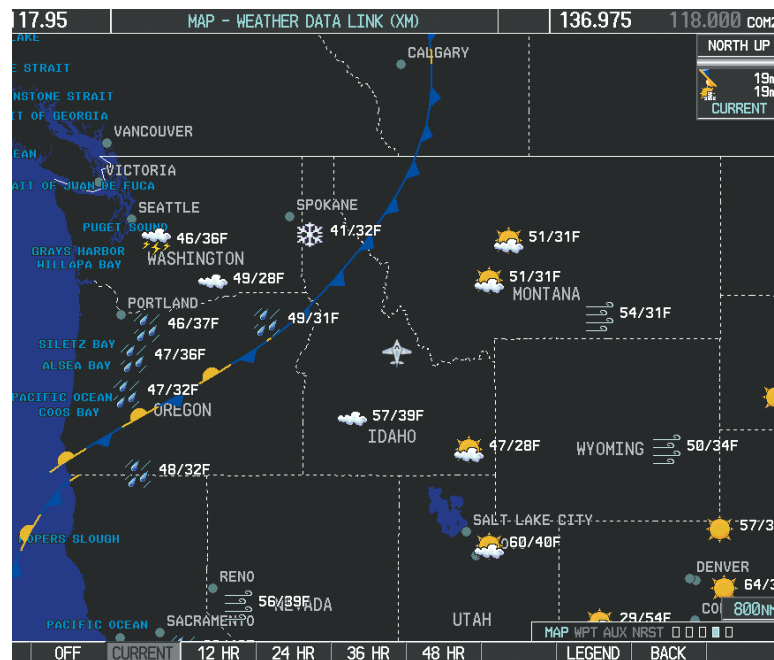 117.95 MAP – WEATHER DATA LINK (XM) 136.975 118.000 COM2
LAKE
CALGARY
NORTH UP
E STRAIT
19
19
CURRENT
NSTONE STRAIT
IT OF GEORGIA
VANCOUVER
EAN
VICTORIA
AIT OF JUAN DE FUCA
SEATTLE
SPOKANE
PUGET SOUND
46/36F
41/32F
51/31F
GRAYS HARBOR
WASHINGTON
WILLAPA BAY
49/28F
51/31F
MONTANA
PORTLAND
46/37F
49/31F
54/31F
SILETZ BAY
47/36F
ALSEA BAY
47/32F
PACIFIC OCEAN
COOS BAY
OREGON
57/39F
IDAHO
47/28F
WYOMING
50/34F
48/32F
SALT LAKE CITY
57/3
ROPERS SLOUGH
60/40F
DENVER
RENO
64/3
56/39F
NEVADA
CO
800NM
PACIFIC OCEAN
SACRAMENTO
UTAH
29/54F
MAP WPT AUX NRST
OFF CURRENT 12 HR 24 HR 36 HR 48 HR LEGEND BACK